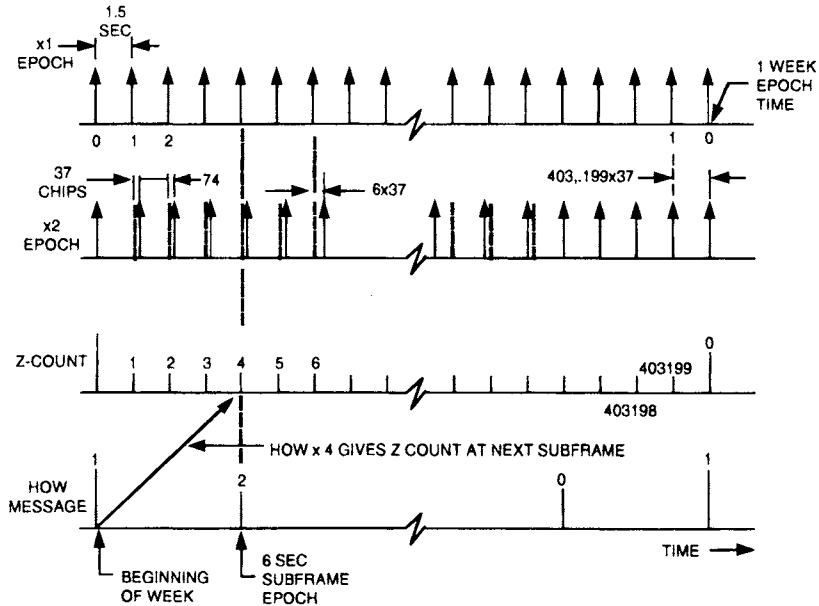 1.5
SEC
x1
EPOCH
1 WEEK
EPOCH
TIME
0 1 2 1 0
37
CHIPS
74
6x37
403,.199x37
x2
EPOCH
Z-COUNT
1 2 3 4 5 6 0
403199
403198
HOW x 4 GIVES Z COUNT AT NEXT SUBFRAME
HOW
MESSAGE
1 2 0 1
TIME
BEGINNING
OF WEEK
6 SEC
SUBFRAME
EPOCH